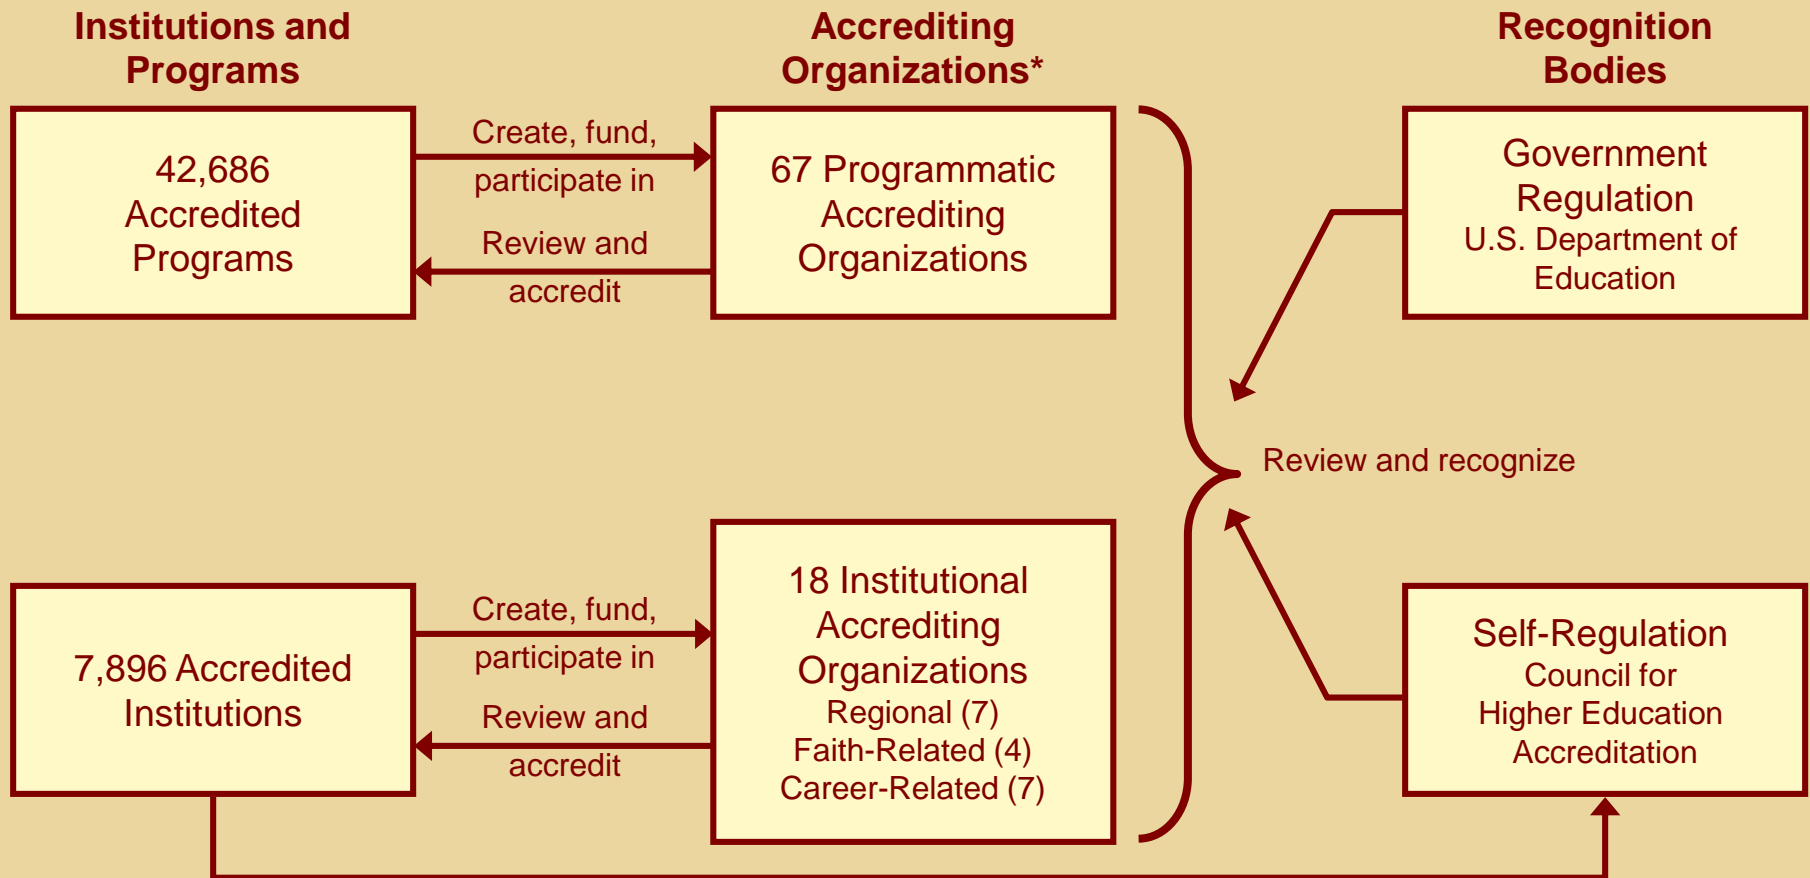 Institutions and
Programs
Accrediting
Organizations*
Recognition
Bodies
42,686
Accredited
Programs
Create, fund,
participate in
Review and
accredit
67 Programmatic
Accrediting
Organizations
Government
Regulation
U.S. Department of
Education
Review and recognize
7,896 Accredited
Institutions
Create, fund,
participate in
Review and
accredit
18 Institutional
Accrediting
Organizations
Regional (7)
Faith-Related (4)
Career-Related (7)
Self-Regulation
Council for
Higher Education
Accreditation